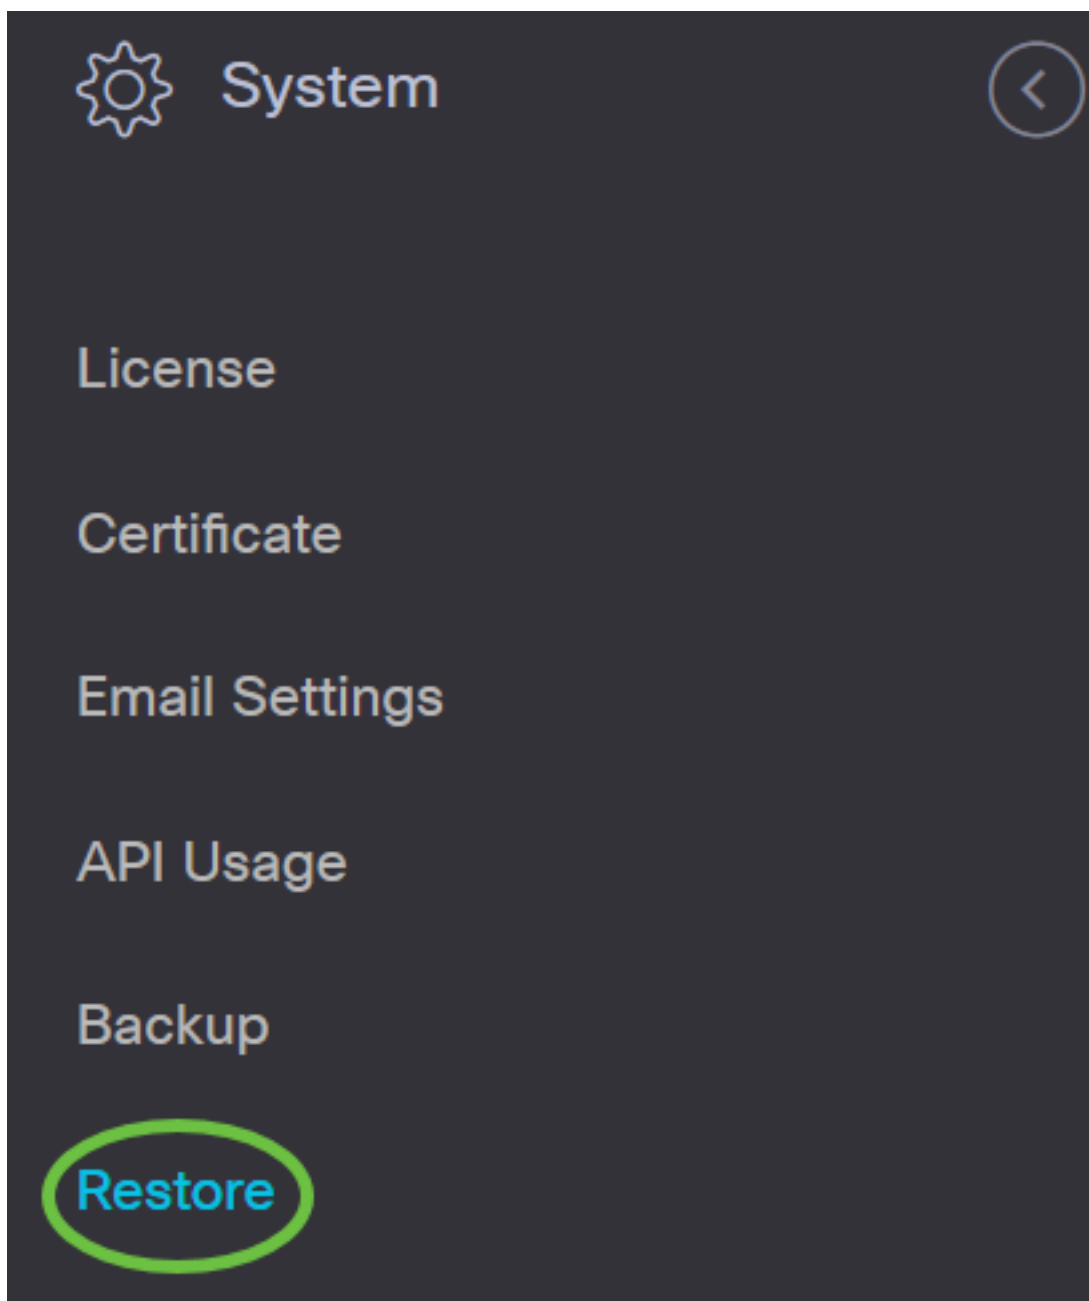 System
License
Certificate
Email Settings
API Usage
Backup
Restore